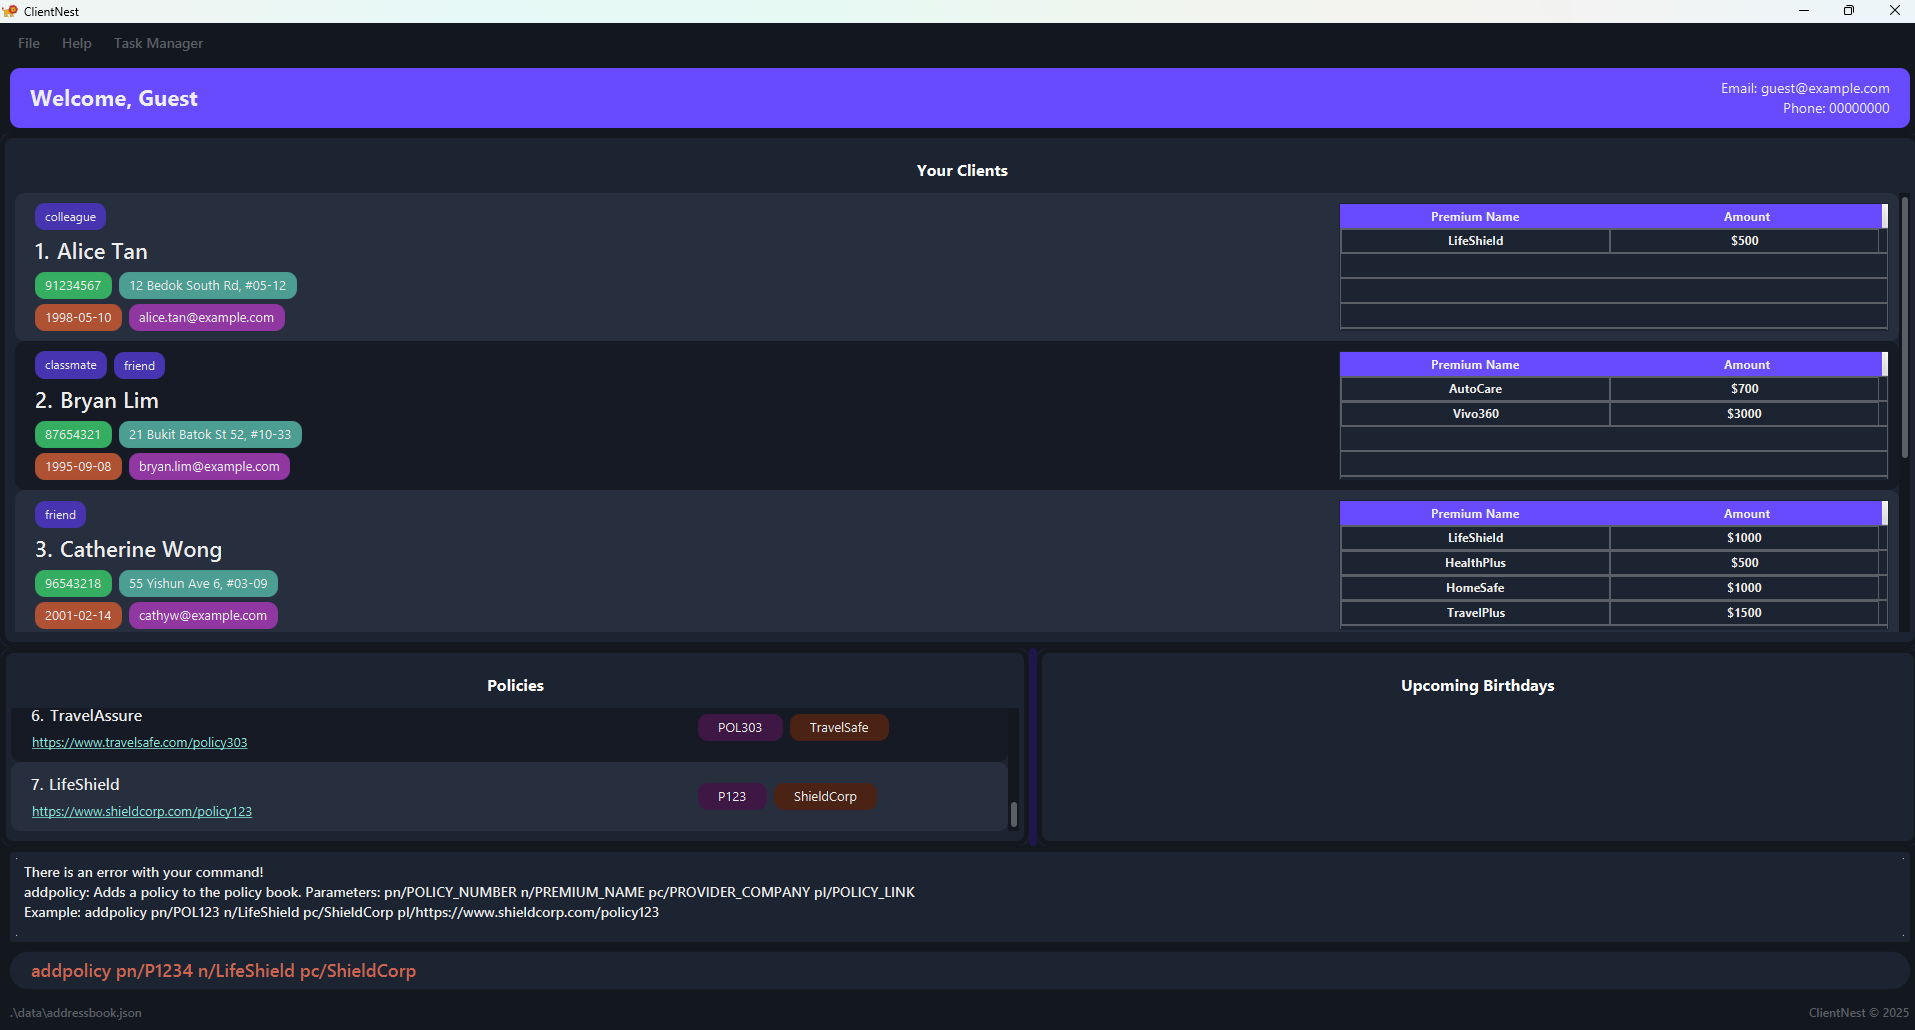 ClientNest
File Help Task Manager
Welcome, Guest
Email: guest@example.com
Phone: 00000000
Your Clients
colleague
1. Alice Tan
91234567 12 Bedok South Rd, #05-12
1998-05-10 alice.tan@example.com
Premium Name Amount
LifeShield $500
classmate friend
2. Bryan Lim
87654321 21 Bukit Batok St 52, #10-33
1995-09-08 bryan.lim@example.com
Premium Name Amount
AutoCare $700
Vivo360 $3000
friend
3. Catherine Wong
96543218 55 Yishun Ave 6, #03-09
2001-02-14 cathyw@example.com
Premium Name Amount
LifeShield $1000
HealthPlus $500
HomeSafe $1000
TravelPlus $1500
Policies
6. TravelAssure
https://www.travelsafe.com/policy303
POL303 TravelSafe
7. LifeShield
https://www.shieldcorp.com/policy123
P123 ShieldCorp
Upcoming Birthdays
There is an error with your command!
addpolicy: Adds a policy to the policy book. Parameters: pn/POLICY_NUMBER n/PREMIUM_NAME pc/PROVIDER_COMPANY pl/POLICY_LINK
Example: addpolicy pn/POL123 n/LifeShield pc/ShieldCorp pl/https://www.shieldcorp.com/policy123
addpolicy pn/P1234 n/LifeShield pc/ShieldCorp
.\data\addressbook.json
ClientNest © 2025